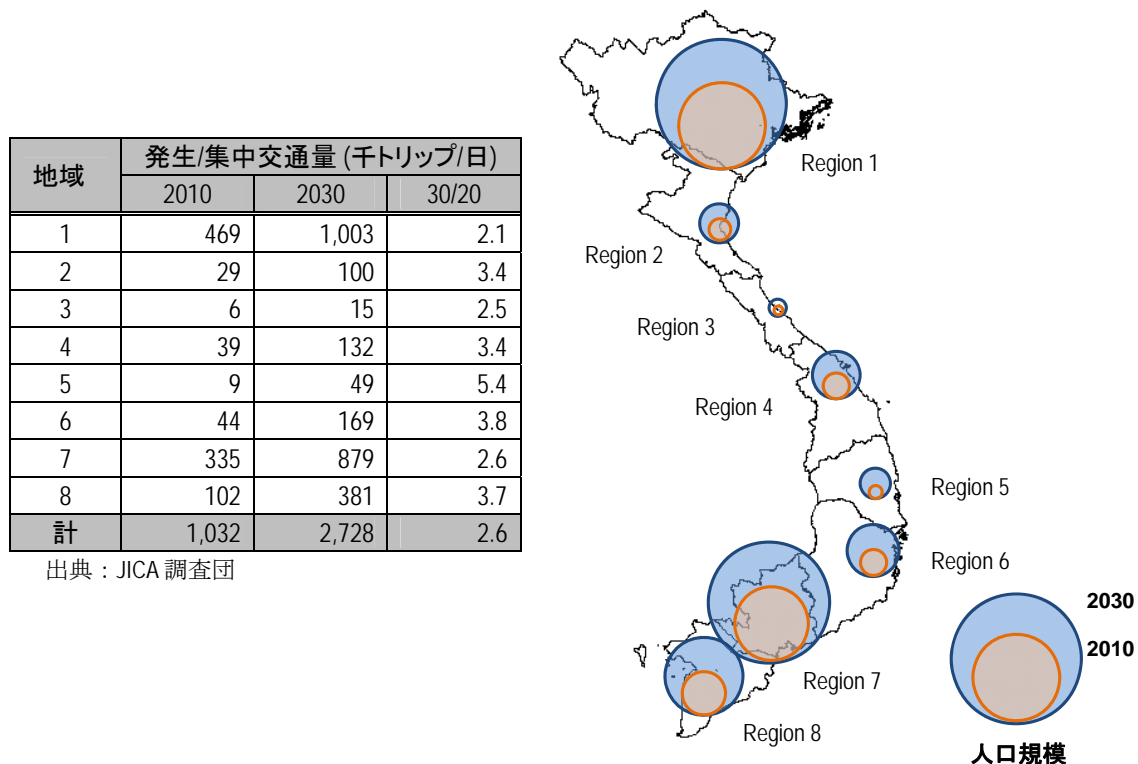 地域 発生/集中交通量 (千トリップ/日)
2010 2030 30/20
1 469 1,003 2.1
2 29 100 3.4
3 6 15 2.5
4 39 132 3.4
5 9 49 5.4
6 44 169 3.8
7 335 879 2.6
8 102 381 3.7
計 1,032 2,728 2.6
出典：JICA 調査団
Region 1
Region 2
Region 3
Region 4
Region 5
Region 6
Region 7
Region 8
2030
2010
人口規模